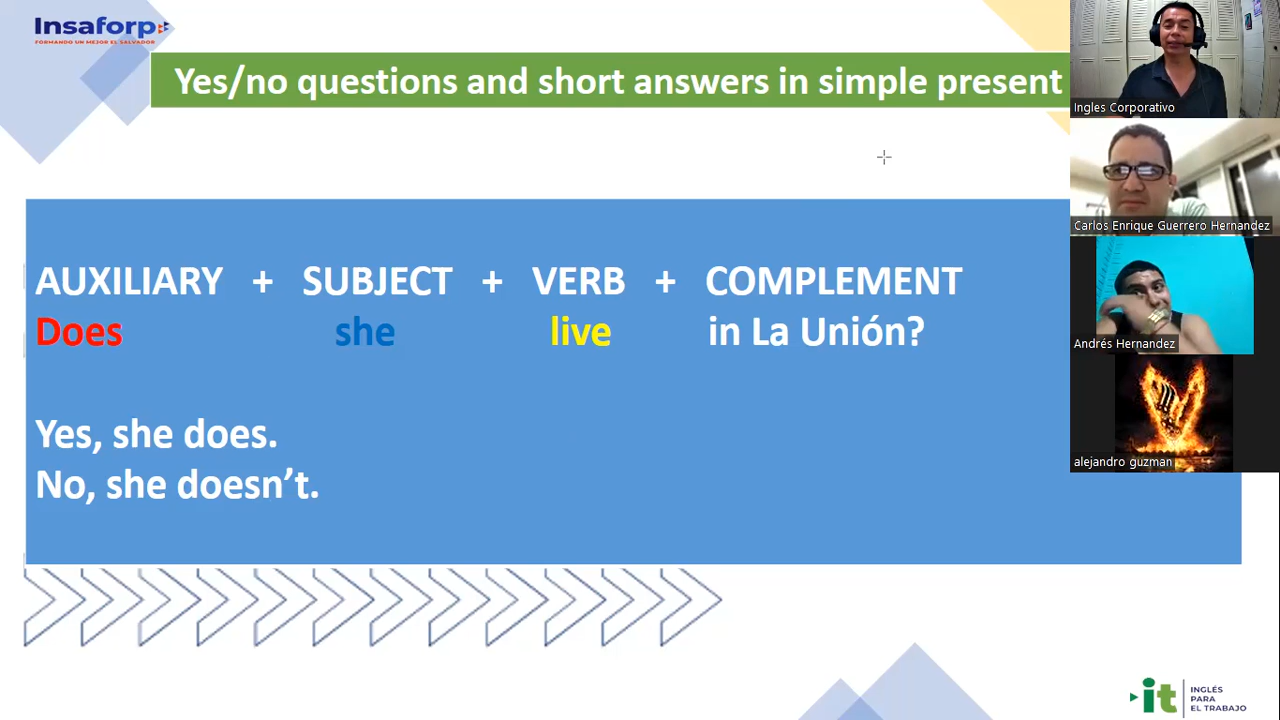 Insaforp
FORMANDO UN MEJOR EL SALVADOR
Yes/no questions and short answers in simple present
AUXILIARY + SUBJECT + VERB + COMPLEMENT
Does she live in La Unión?
Yes, she does.
No, she doesn’t.
Ingles Corporativo
Carlos Enrique Guerrero Hernandez
Andrés Hernandez
alejandro guzman
it
INGLÉS
PARA
EL TRABAJO